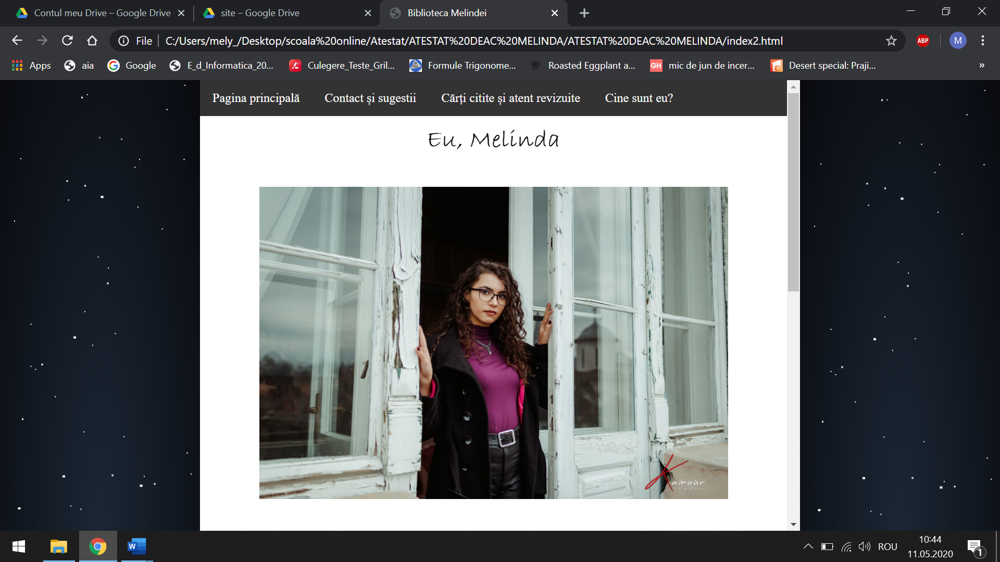 Contul meu Drive – Google Drive
site – Google Drive
Biblioteca Melindei
File
C:/Users/mely_/Desktop/scoala%20online/Atestat/ATESTAT%20DEAC%20MELINDA/ATESTAT%20DEAC%20MELINDA/index2.html
ABP
M
Apps
aia
Google
E_d_Informatica_20...
Culegere_Teste_Gril...
Formule Trigonome...
Roasted Eggplant a...
GH
mic de jun de incer...
Desert special: Praji...
»
Pagina principală
Contact și sugestii
Cărți citite și atent revizuite
Cine sunt eu?
Eu, Melinda
Kamour
studio
W
ROU
10:44
11.05.2020
1